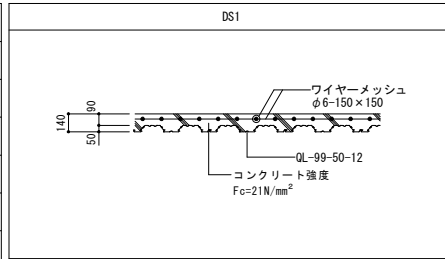 DS1
ワイヤーメッシュ
φ6-150×150
140
90
50
QL-99-50-12
コンクリート強度
Fc=21N/mm²